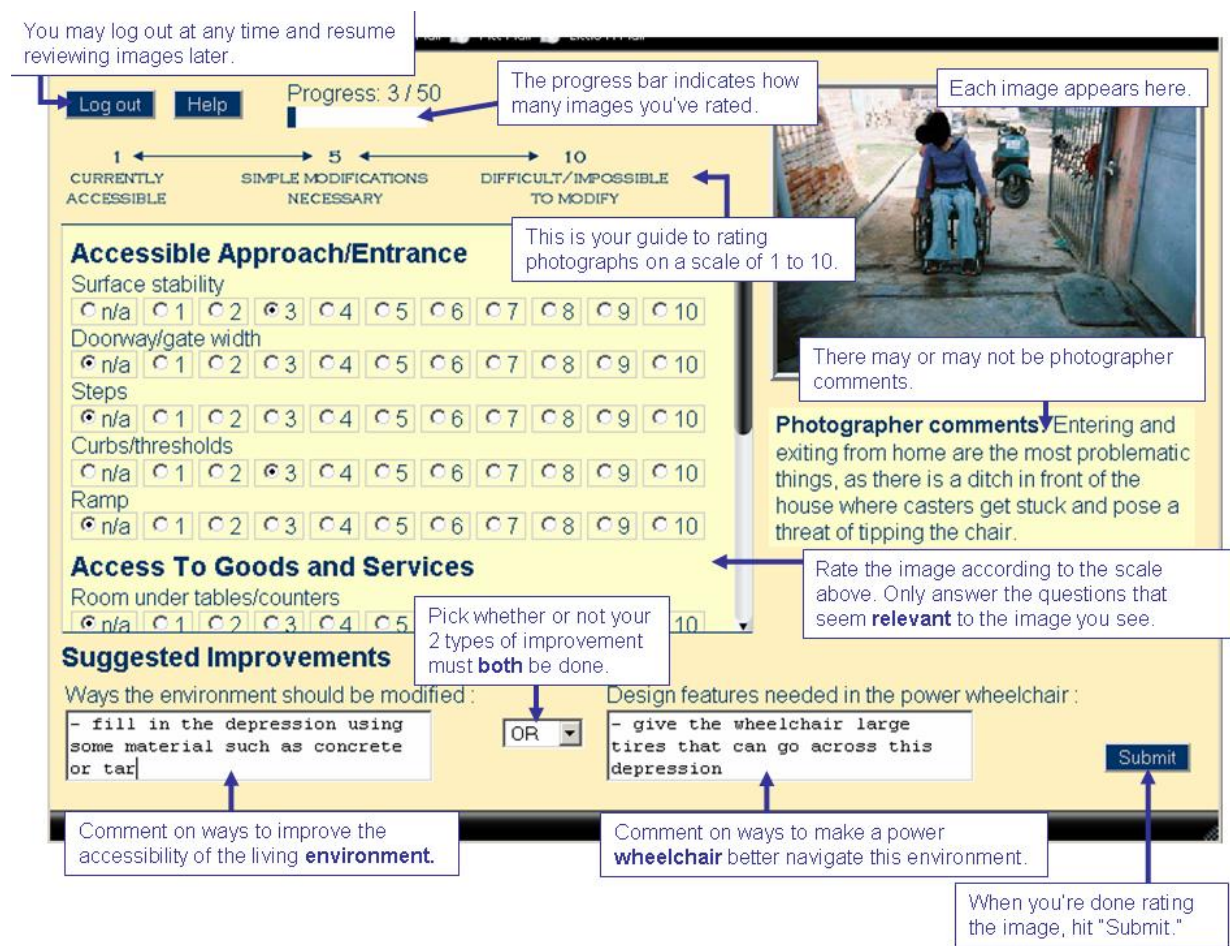 You may log out at any time and resume
reviewing images later.
Log out
Help
Progress: 3 / 50
The progress bar indicates how
many images you've rated.
Each image appears here.
1
5
10
CURRENTLY
ACCESSIBLE
SIMPLE MODIFICATIONS
NECESSARY
DIFFICULT/IMPOSSIBLE
TO MODIFY
This is your guide to rating
photographs on a scale of 1 to 10.
Accessible Approach/Entrance
Surface stability
n/a 1 2 3 4 5 6 7 8 9 10
Doorway/gate width
n/a 1 2 3 4 5 6 7 8 9 10
Steps
n/a 1 2 3 4 5 6 7 8 9 10
Curbs/thresholds
n/a 1 2 3 4 5 6 7 8 9 10
Ramp
n/a 1 2 3 4 5 6 7 8 9 10
Access To Goods and Services
Room under tables/counters
n/a 1 2 3 4 5 10
There may or may not be photographer
comments.
Photographer comments: Entering and
exiting from home are the most problematic
things, as there is a ditch in front of the
house where casters get stuck and pose a
threat of tipping the chair.
Rate the image according to the scale
above. Only answer the questions that
seem relevant to the image you see.
Pick whether or not your
2 types of improvement
must both be done.
Suggested Improvements
Ways the environment should be modified :
- fill in the depression using
some material such as concrete
or tar
OR
Design features needed in the power wheelchair :
- give the wheelchair large
tires that can go across this
depression
Submit
Comment on ways to improve the
accessibility of the living environment.
Comment on ways to make a power
wheelchair better navigate this environment.
When you're done rating
the image, hit "Submit."